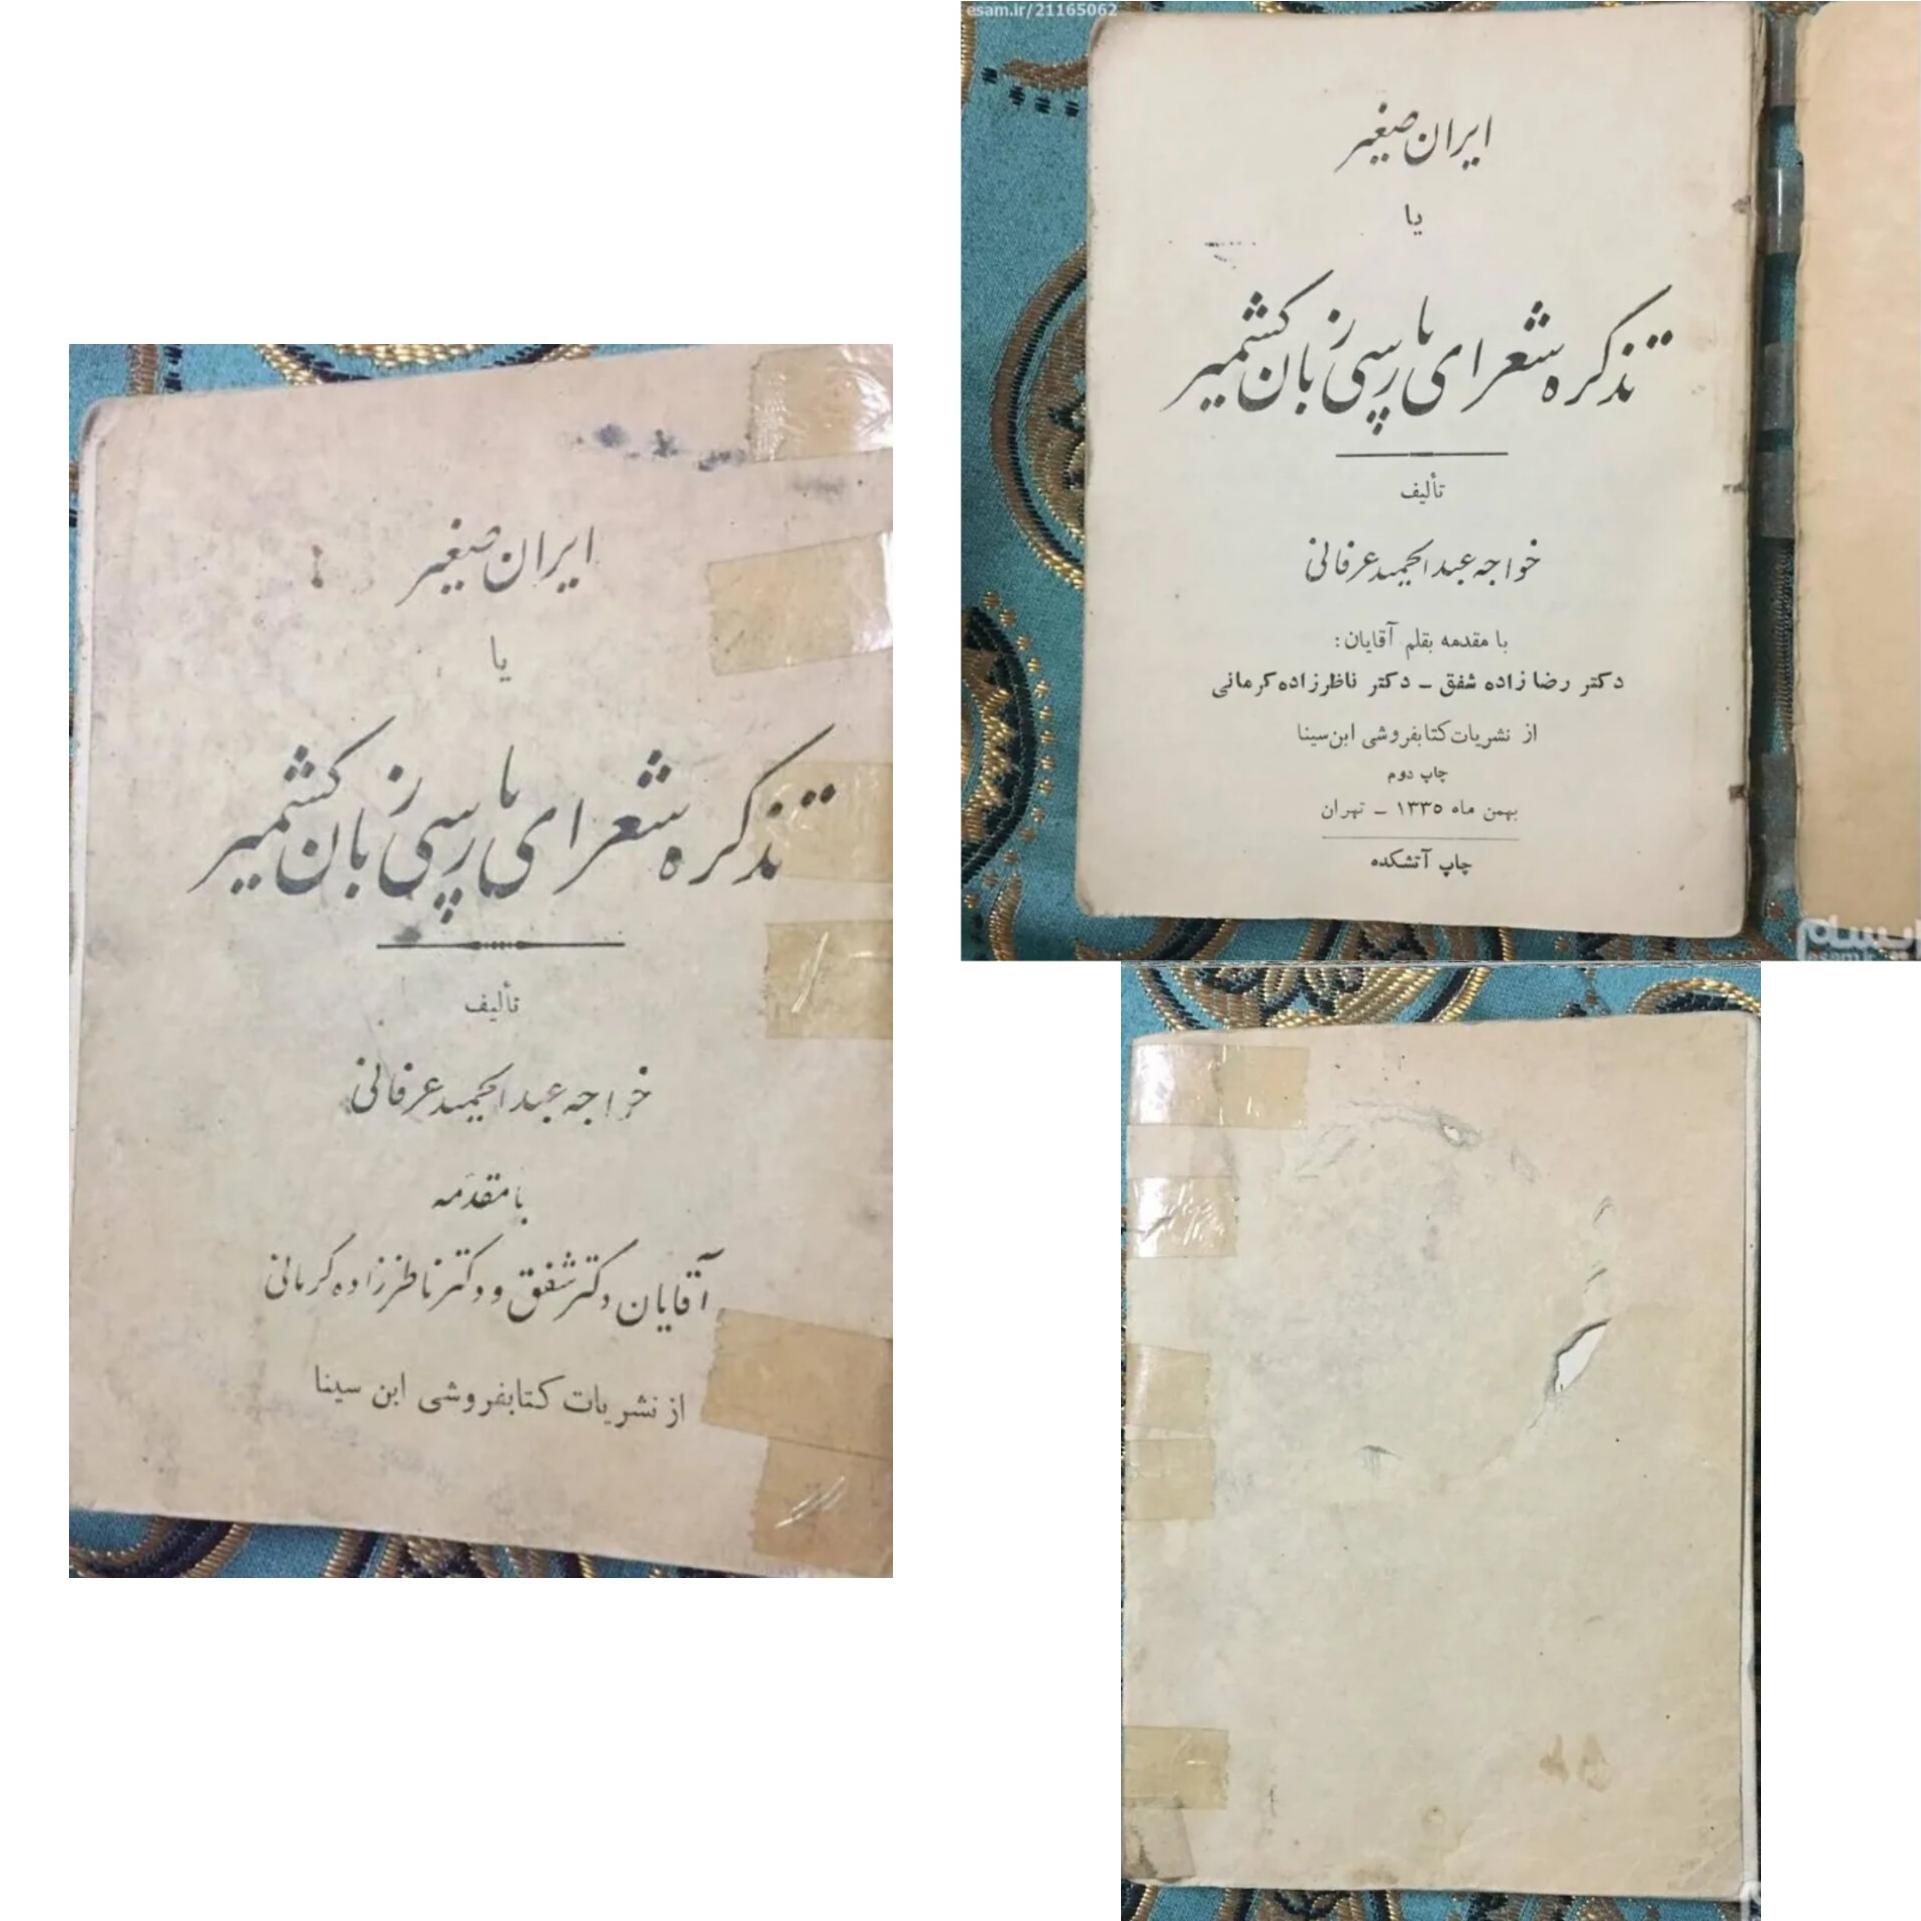 ایران صغیر
یا
تذکره شعرای پارسی زبان کشمیر
تألیف
خواجه عبدالحمید عرفانی
با مقدمه
آقایان دکتر شفق و دکتر ناظرزاده کرمانی
از نشریات کتابفروشی ابن سینا
esam.ir/21165062
ایران صغیر
یا
تذکره شعرای پارسی زبان کشمیر
تألیف
خواجه عبدالحمید عرفانی
با مقدمه بقلم آقایان:
دکتر رضازاده شفق - دکتر ناظرزاده کرمانی
از نشریات کتابفروشی ابن سینا
چاپ دوم
بهمن ماه ۱۳۳۵ - تهران
چاپ آتشکده